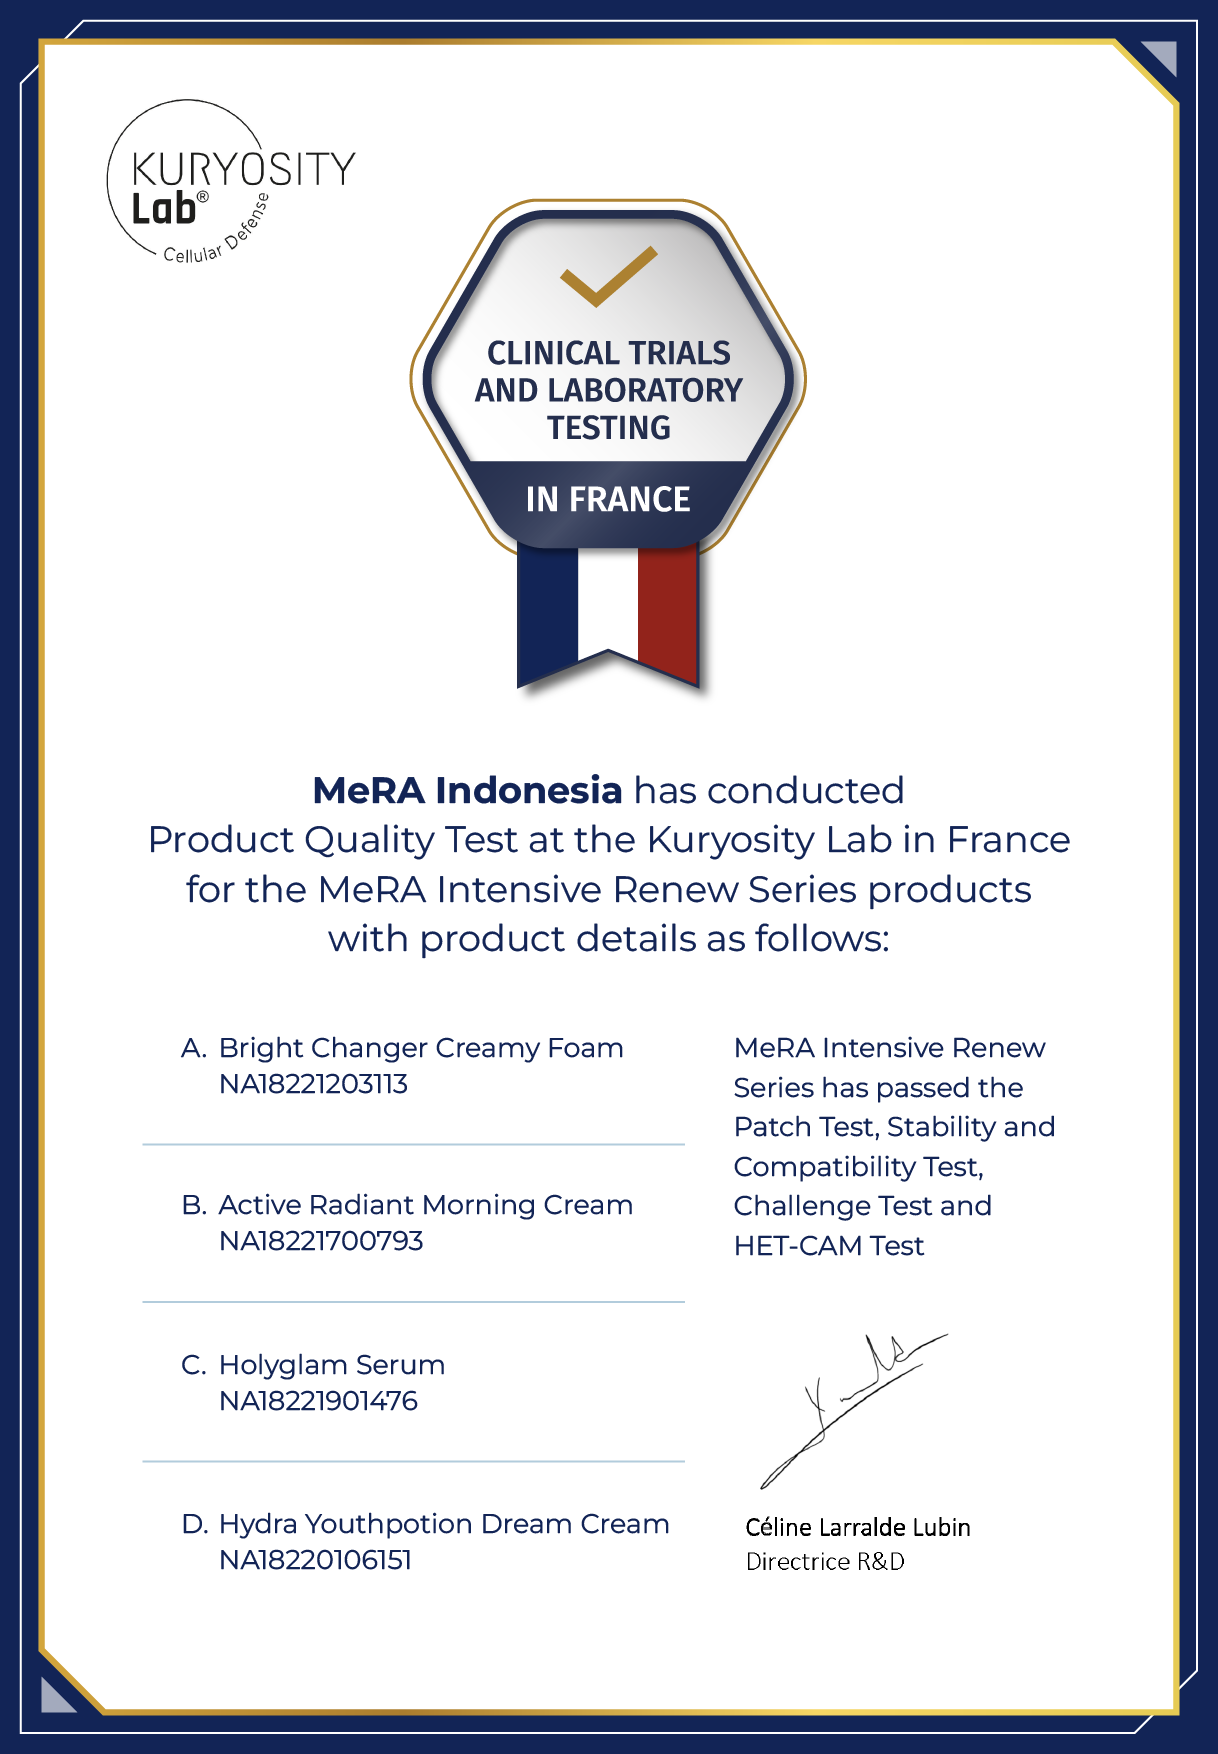 KURYOSITY
Lab®
Cellular Defense
CLINICAL TRIALS
AND LABORATORY
TESTING
IN FRANCE
MeRA Indonesia has conducted
Product Quality Test at the Kuryosity Lab in France
for the MeRA Intensive Renew Series products
with product details as follows:
A. Bright Changer Creamy Foam
NA18221203113
B. Active Radiant Morning Cream
NA18221700793
C. Holyglam Serum
NA18221901476
D. Hydra Youthpotion Dream Cream
NA18220106151
MeRA Intensive Renew
Series has passed the
Patch Test, Stability and
Compatibility Test,
Challenge Test and
HET-CAM Test
Céline Larralde Lubin
Directrice R&D